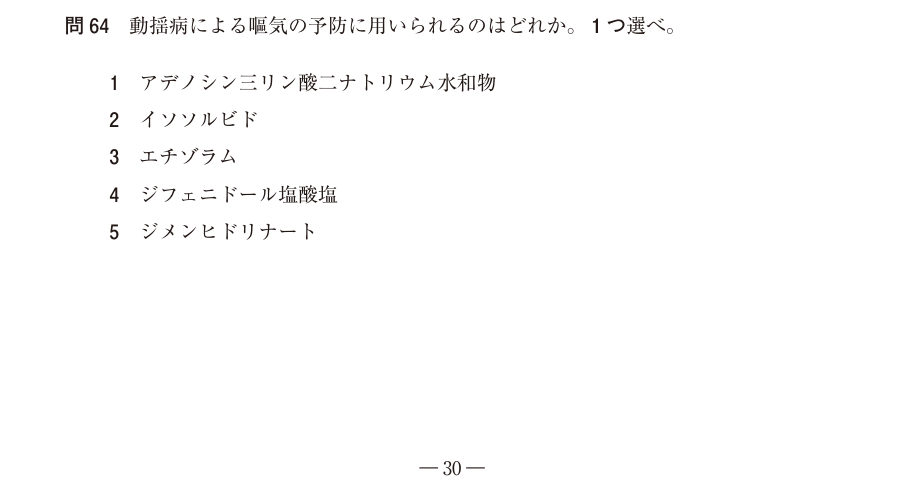 問 64 動揺病による嘔気の予防に用いられるのはどれか。1つ選べ。
1 アデノシン三リン酸二ナトリウム水和物
2 イソソルビド
3 エチゾラム
4 ジフェニドール塩酸塩
5 ジメンヒドリナート
— 30 —